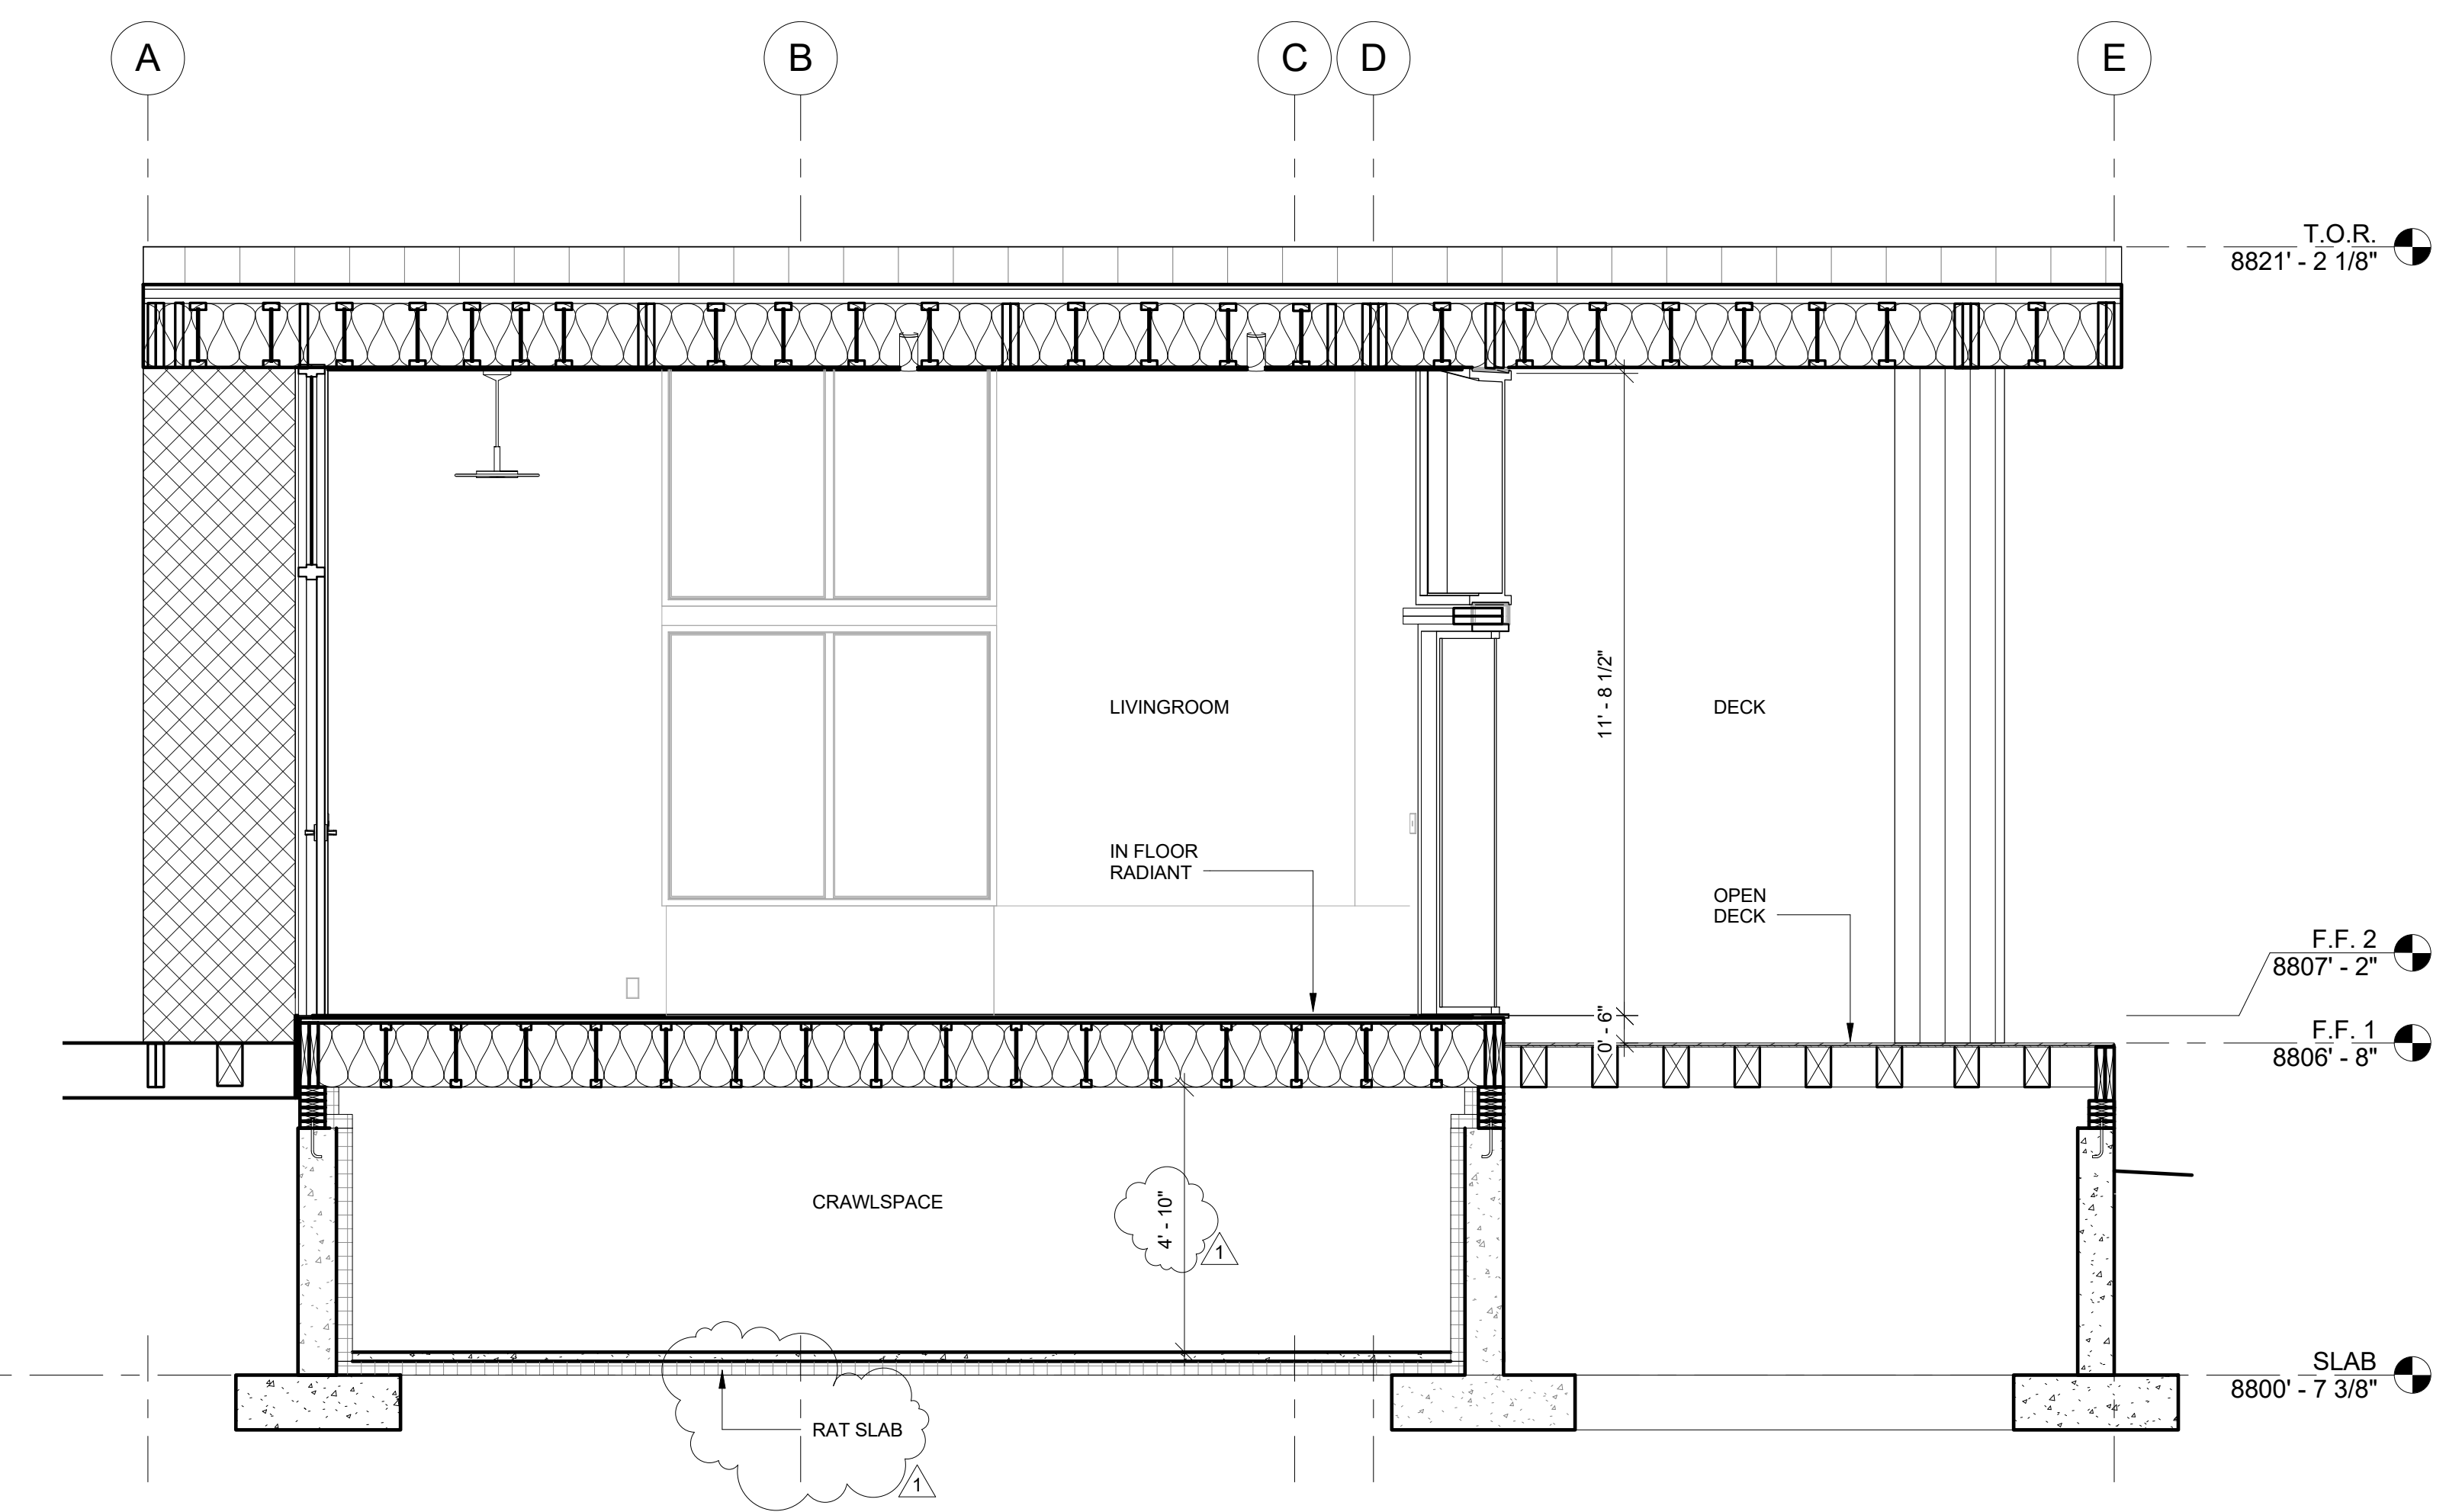 A
B
C
D
E
T.O.R.
8821' - 2 1/8"
LIVINGROOM
11' - 8 1/2"
DECK
IN FLOOR
RADIANT
OPEN
DECK
F.F. 2
8807' - 2"
0' - 6"
F.F. 1
8806' - 8"
CRAWLSPACE
4' - 10"
1
SLAB
8800' - 7 3/8"
RAT SLAB
1